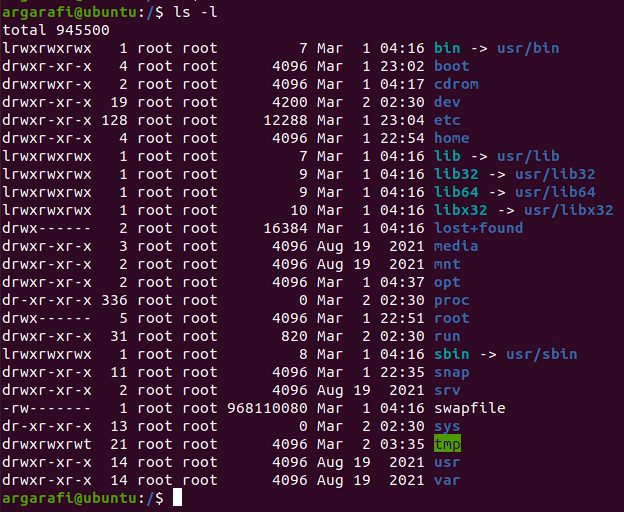 argarafi@ubuntu:/$ ls -l
total 945500
lrwxrwxrwx   1 root root         7 Mar  1 04:16 bin -> usr/bin
drwxr-xr-x   4 root root      4096 Mar  1 23:02 boot
drwxrwxr-x   2 root root      4096 Mar  1 04:17 cdrom
drwxr-xr-x  19 root root      4200 Mar  2 02:30 dev
drwxr-xr-x 128 root root     12288 Mar  1 23:04 etc
drwxr-xr-x   4 root root      4096 Mar  1 22:54 home
lrwxrwxrwx   1 root root         7 Mar  1 04:16 lib -> usr/lib
lrwxrwxrwx   1 root root         9 Mar  1 04:16 lib32 -> usr/lib32
lrwxrwxrwx   1 root root         9 Mar  1 04:16 lib64 -> usr/lib64
lrwxrwxrwx   1 root root        10 Mar  1 04:16 libx32 -> usr/libx32
drwx------   2 root root     16384 Mar  1 04:16 lost+found
drwxr-xr-x   3 root root      4096 Aug 19  2021 media
drwxr-xr-x   2 root root      4096 Aug 19  2021 mnt
drwxr-xr-x   2 root root      4096 Mar  1 04:37 opt
dr-xr-xr-x 336 root root         0 Mar  2 02:30 proc
drwx------   5 root root      4096 Mar  1 22:51 root
drwxr-xr-x  31 root root       820 Mar  2 02:30 run
lrwxrwxrwx   1 root root         8 Mar  1 04:16 sbin -> usr/sbin
drwxr-xr-x  11 root root      4096 Mar  1 22:35 snap
drwxr-xr-x   2 root root      4096 Aug 19  2021 srv
-rw-------   1 root root 968110080 Mar  1 04:16 swapfile
dr-xr-xr-x  13 root root         0 Mar  2 02:30 sys
drwxrwxrwt  21 root root      4096 Mar  2 03:35 tmp
drwxr-xr-x  14 root root      4096 Aug 19  2021 usr
drwxr-xr-x  14 root root      4096 Aug 19  2021 var
argarafi@ubuntu:/$